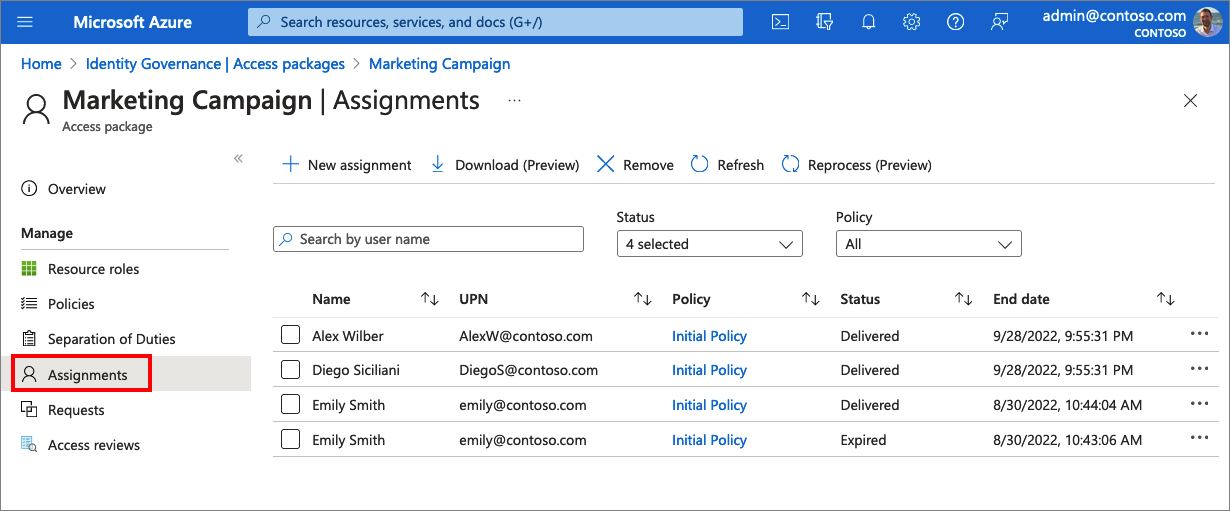 Microsoft Azure
Search resources, services, and docs (G+/)
admin@contoso.com
CONTOSO
Home > Identity Governance | Access packages > Marketing Campaign
Marketing Campaign | Assignments ...
Access package
«
New assignment Download (Preview) Remove Refresh Reprocess (Preview)
Overview
Manage
Resource roles
Policies
Separation of Duties
Assignments
Requests
Access reviews
Status Policy
Search by user name 4 selected All
Name UPN Policy Status End date
Alex Wilber AlexW@contoso.com Initial Policy Delivered 9/28/2022, 9:55:31 PM ...
Diego Siciliani DiegoS@contoso.com Initial Policy Delivered 9/28/2022, 9:55:31 PM ...
Emily Smith emily@contoso.com Initial Policy Delivered 8/30/2022, 10:44:04 AM ...
Emily Smith emily@contoso.com Initial Policy Expired 8/30/2022, 10:43:06 AM ...